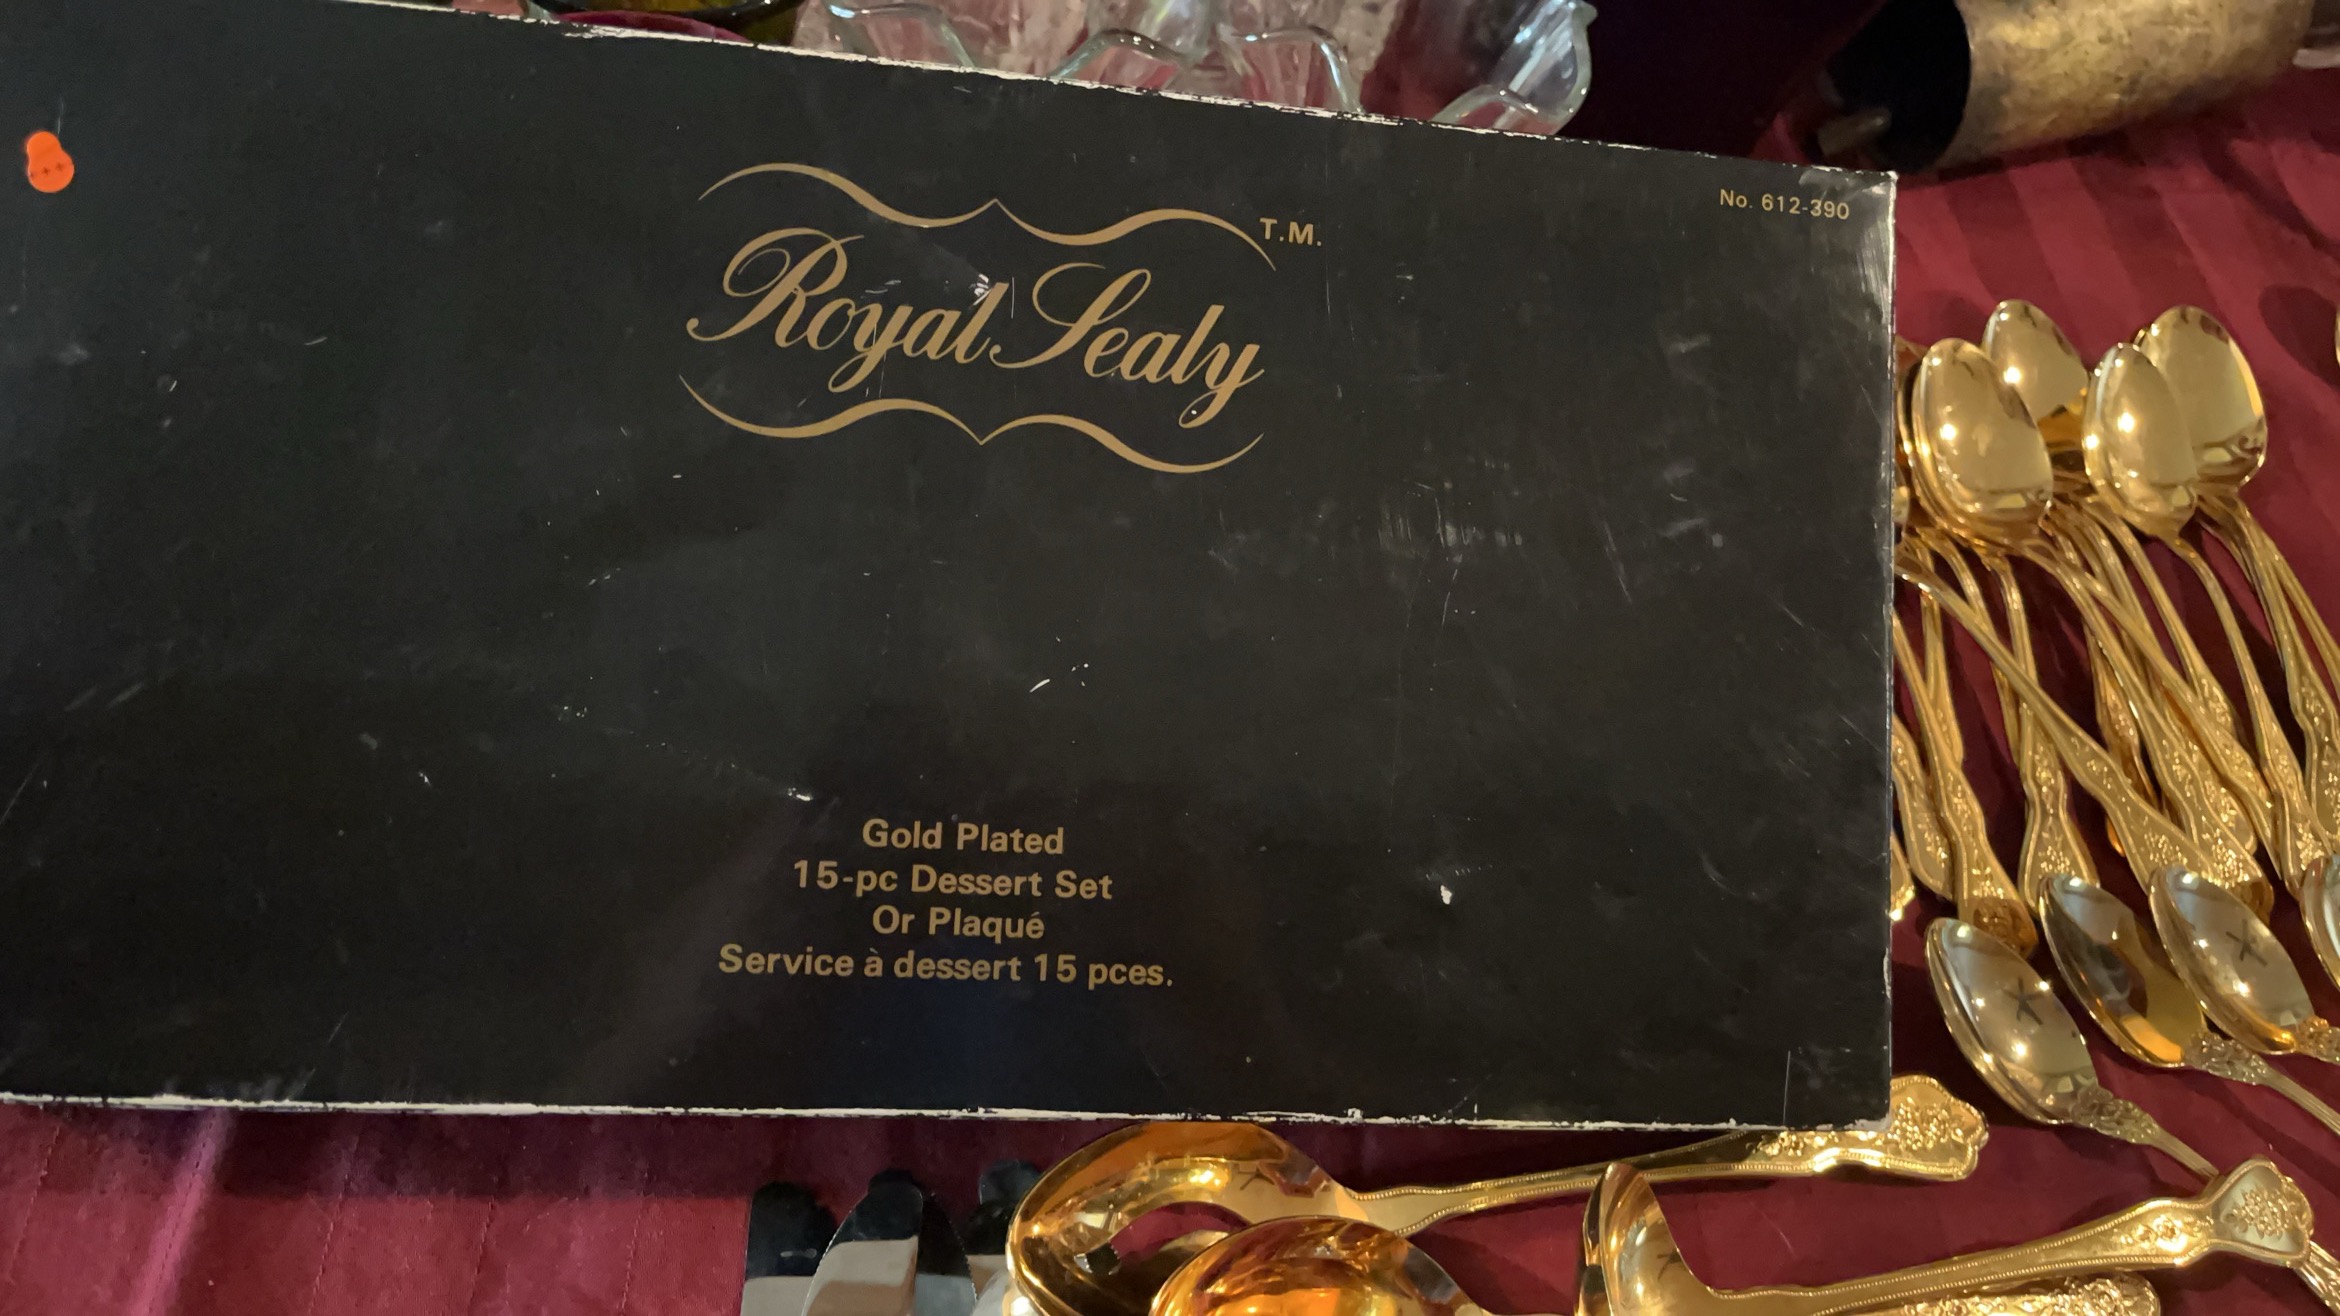 No. 612-390
Royal Sealy T.M.
Gold Plated
15-pc Dessert Set
Or Plaqué
Service à dessert 15 pces.